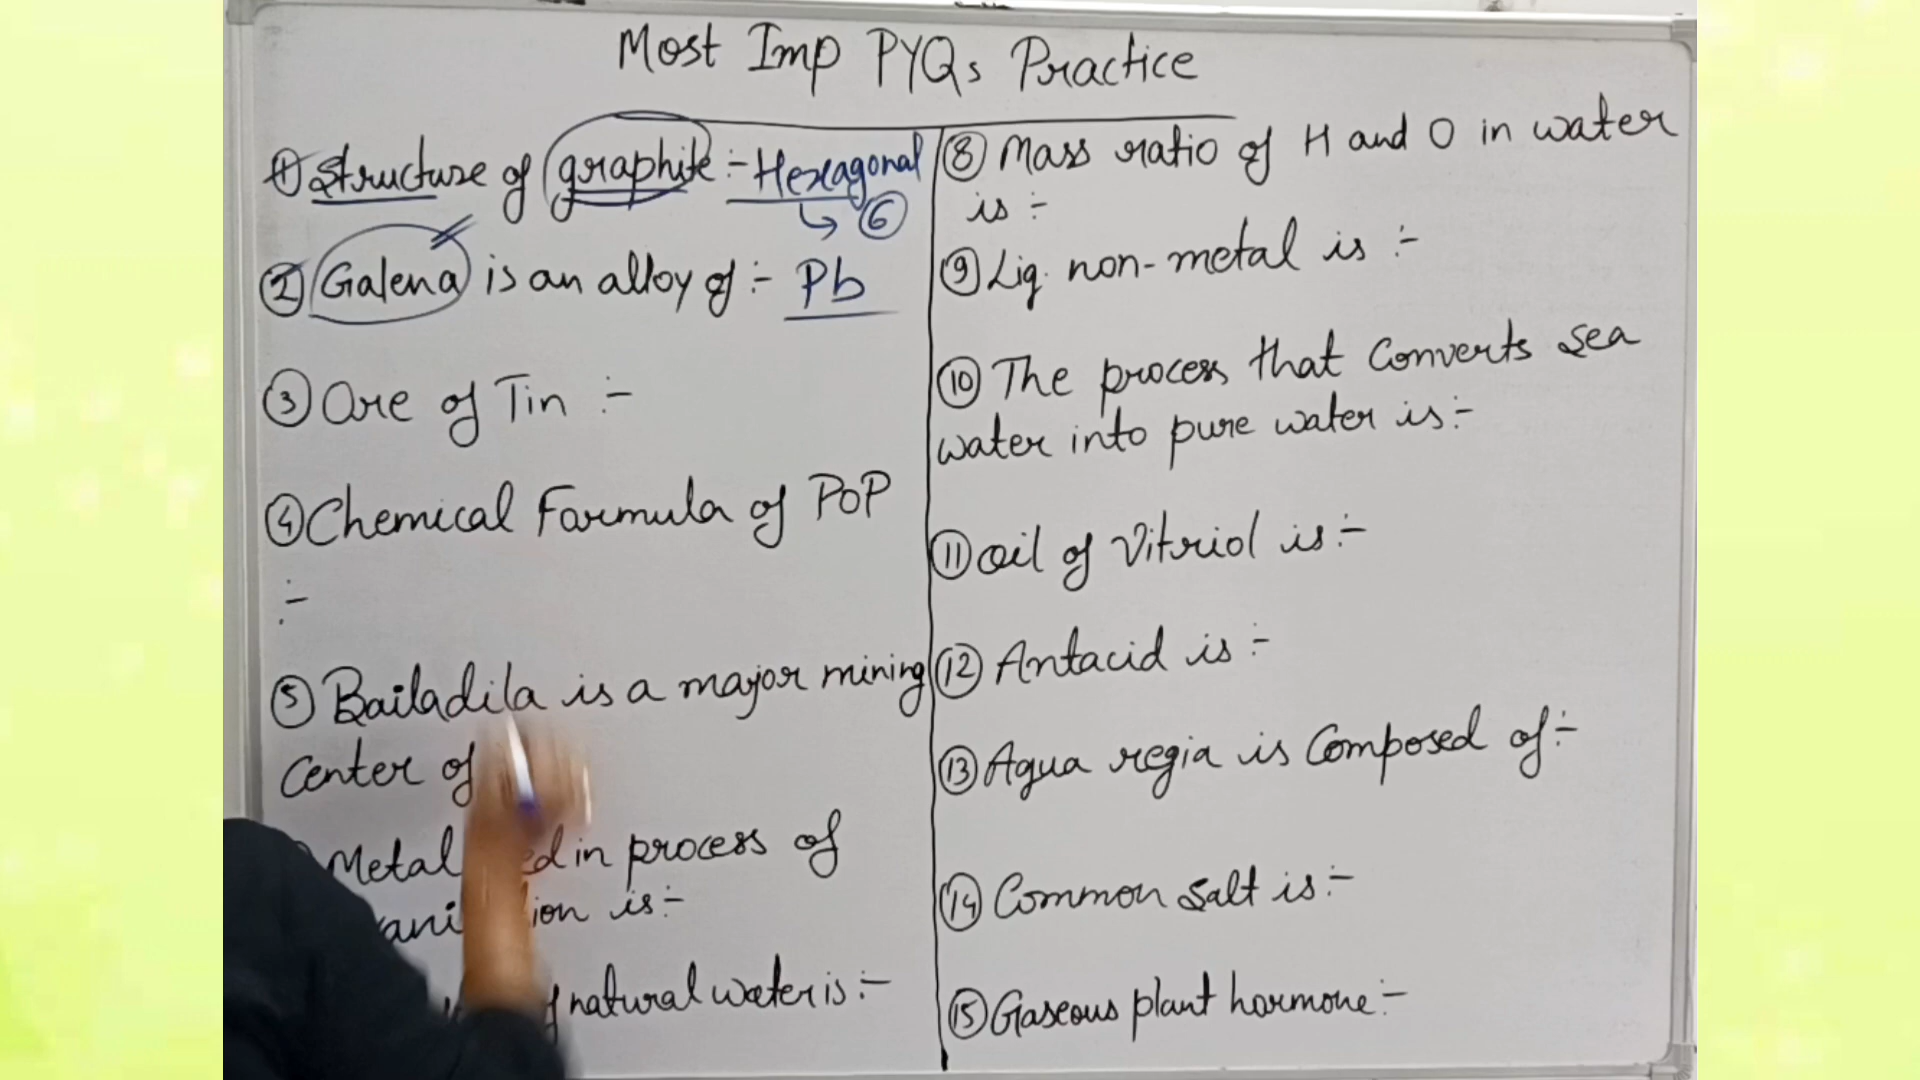 Most Imp PYQs Practice
① Structure of graphite :- Hexagonal
↳ ⑥
② Galena is an alloy of :- Pb
③ Ore of Tin :-
④ Chemical Formula of POP
:-
⑤ Bailadila is a major mining
Center of
Metal in process of
is :-
natural water is :-
⑧ Mass ratio of H and O in water
is :-
⑨ Liq. non-metal is :-
⑩ The process that Converts sea
water into pure water is :-
⑪ Oil of Vitriol is :-
⑫ Antacid is :-
⑬ Aqua regia is Composed of :-
⑭ Common Salt is :-
⑮ Gaseous plant hormone :-